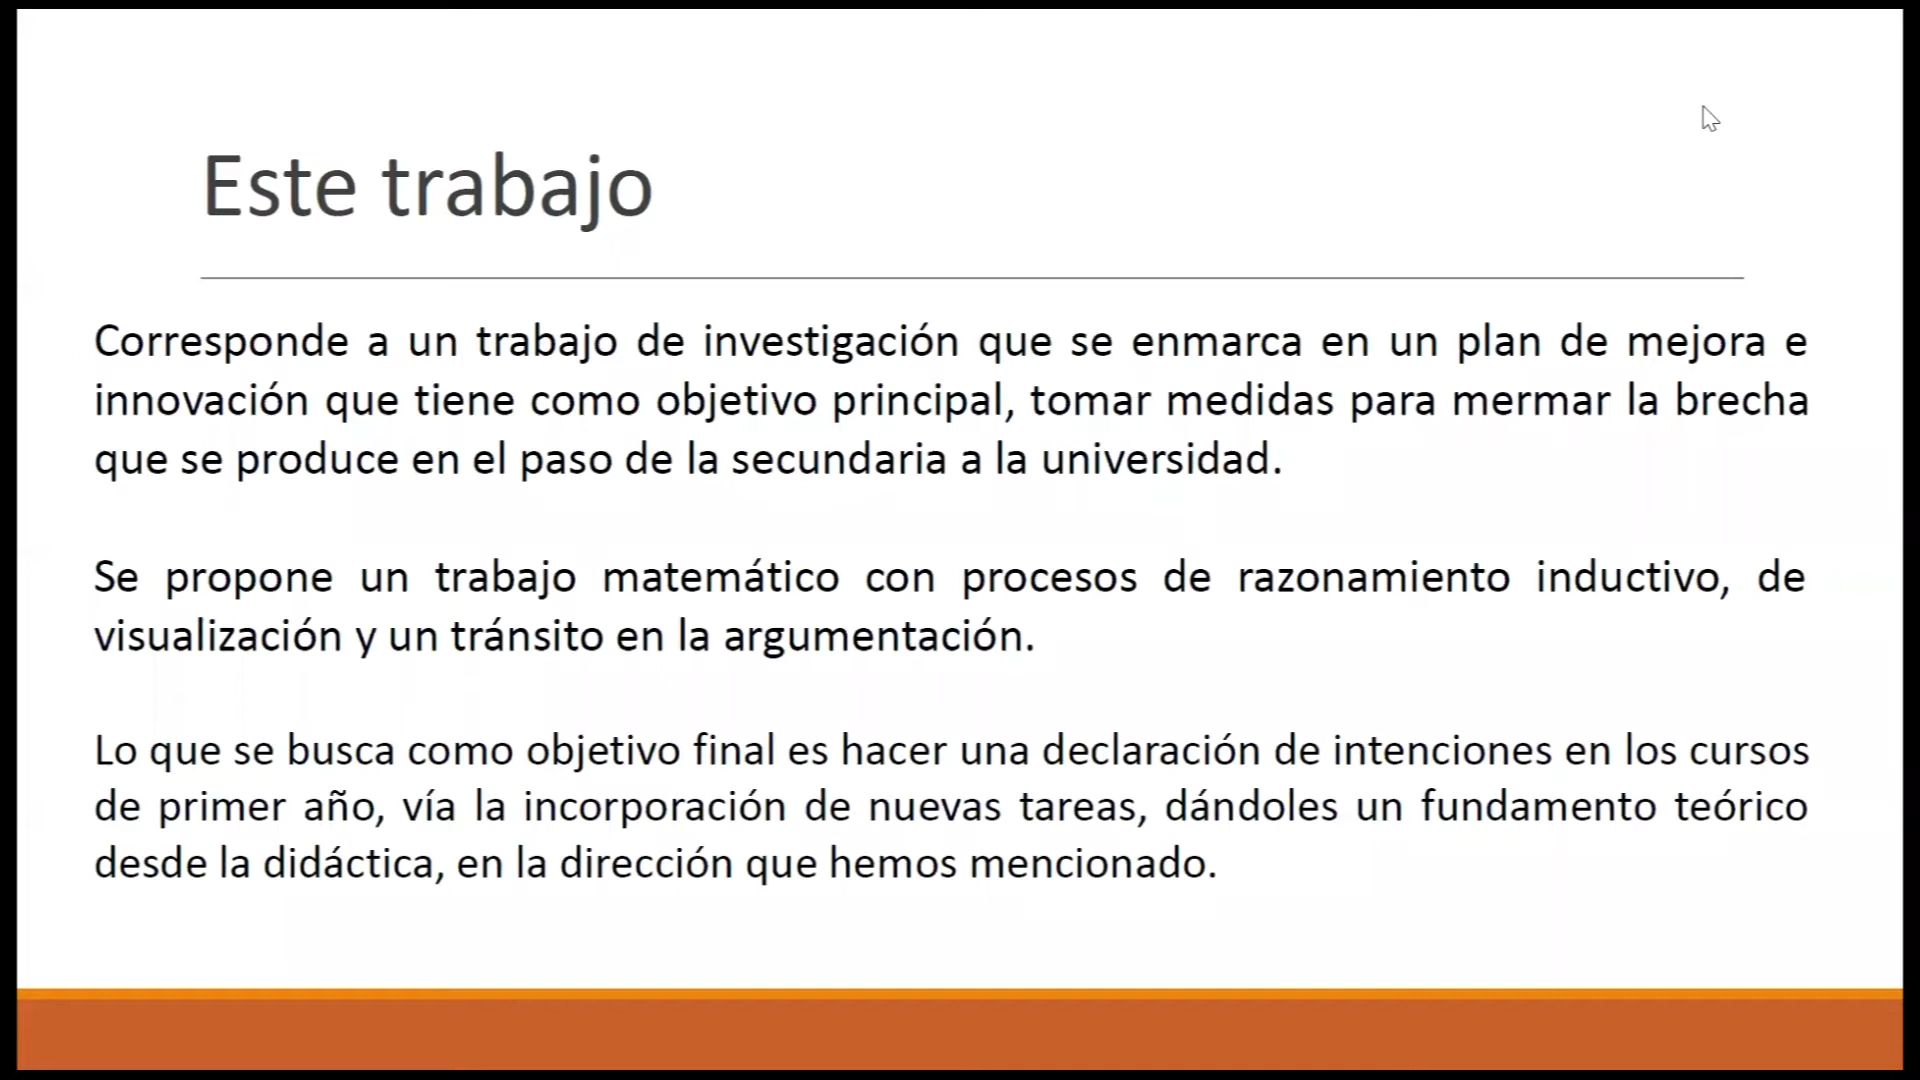 Este trabajo
Corresponde a un trabajo de investigación que se enmarca en un plan de mejora e
innovación que tiene como objetivo principal, tomar medidas para mermar la brecha
que se produce en el paso de la secundaria a la universidad.
Se propone un trabajo matemático con procesos de razonamiento inductivo, de
visualización y un tránsito en la argumentación.
Lo que se busca como objetivo final es hacer una declaración de intenciones en los cursos
de primer año, vía la incorporación de nuevas tareas, dándoles un fundamento teórico
desde la didáctica, en la dirección que hemos mencionado.